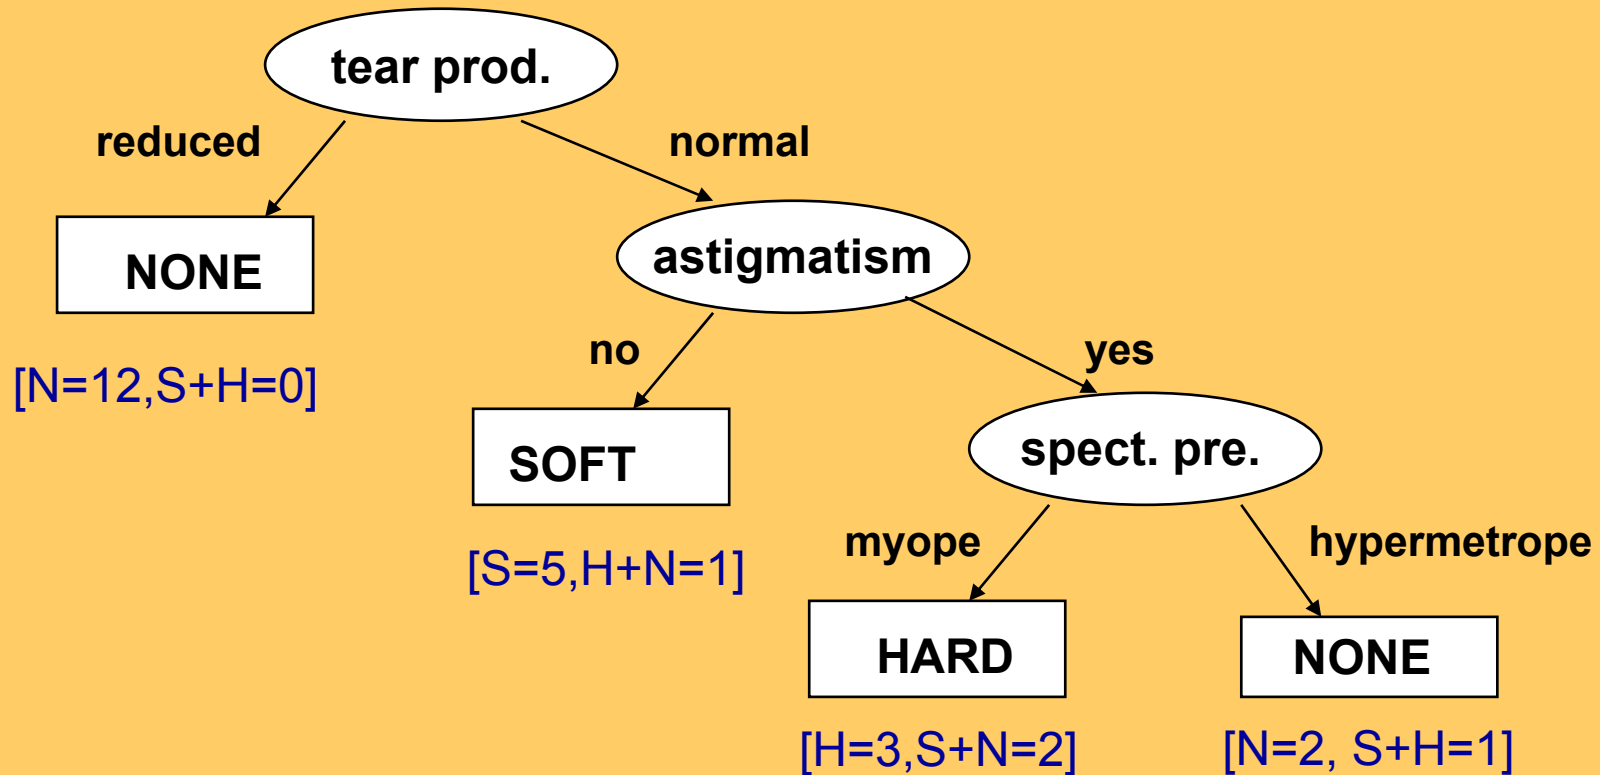 tear prod.
reduced
normal
NONE
astigmatism
[N=12,S+H=0]
no
yes
SOFT
spect. pre.
[S=5,H+N=1]
myope
hypermetrope
HARD
NONE
[H=3,S+N=2]
[N=2, S+H=1]